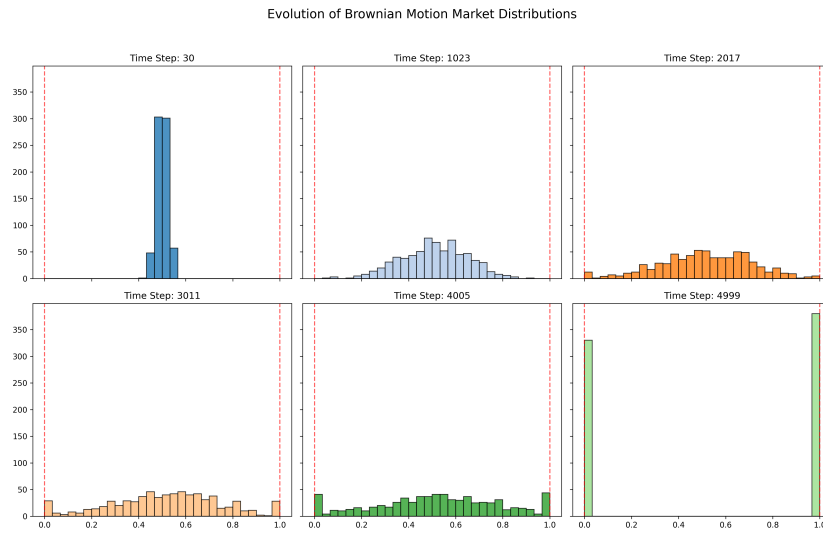 Evolution of Brownian Motion Market Distributions
Time Step: 30
Time Step: 1023
Time Step: 2017
350
300
250
200
150
100
50
0
Time Step: 3011
Time Step: 4005
Time Step: 4999
350
300
250
200
150
100
50
0
0.0 0.2 0.4 0.6 0.8 1.0
0.0 0.2 0.4 0.6 0.8 1.0
0.0 0.2 0.4 0.6 0.8 1.0